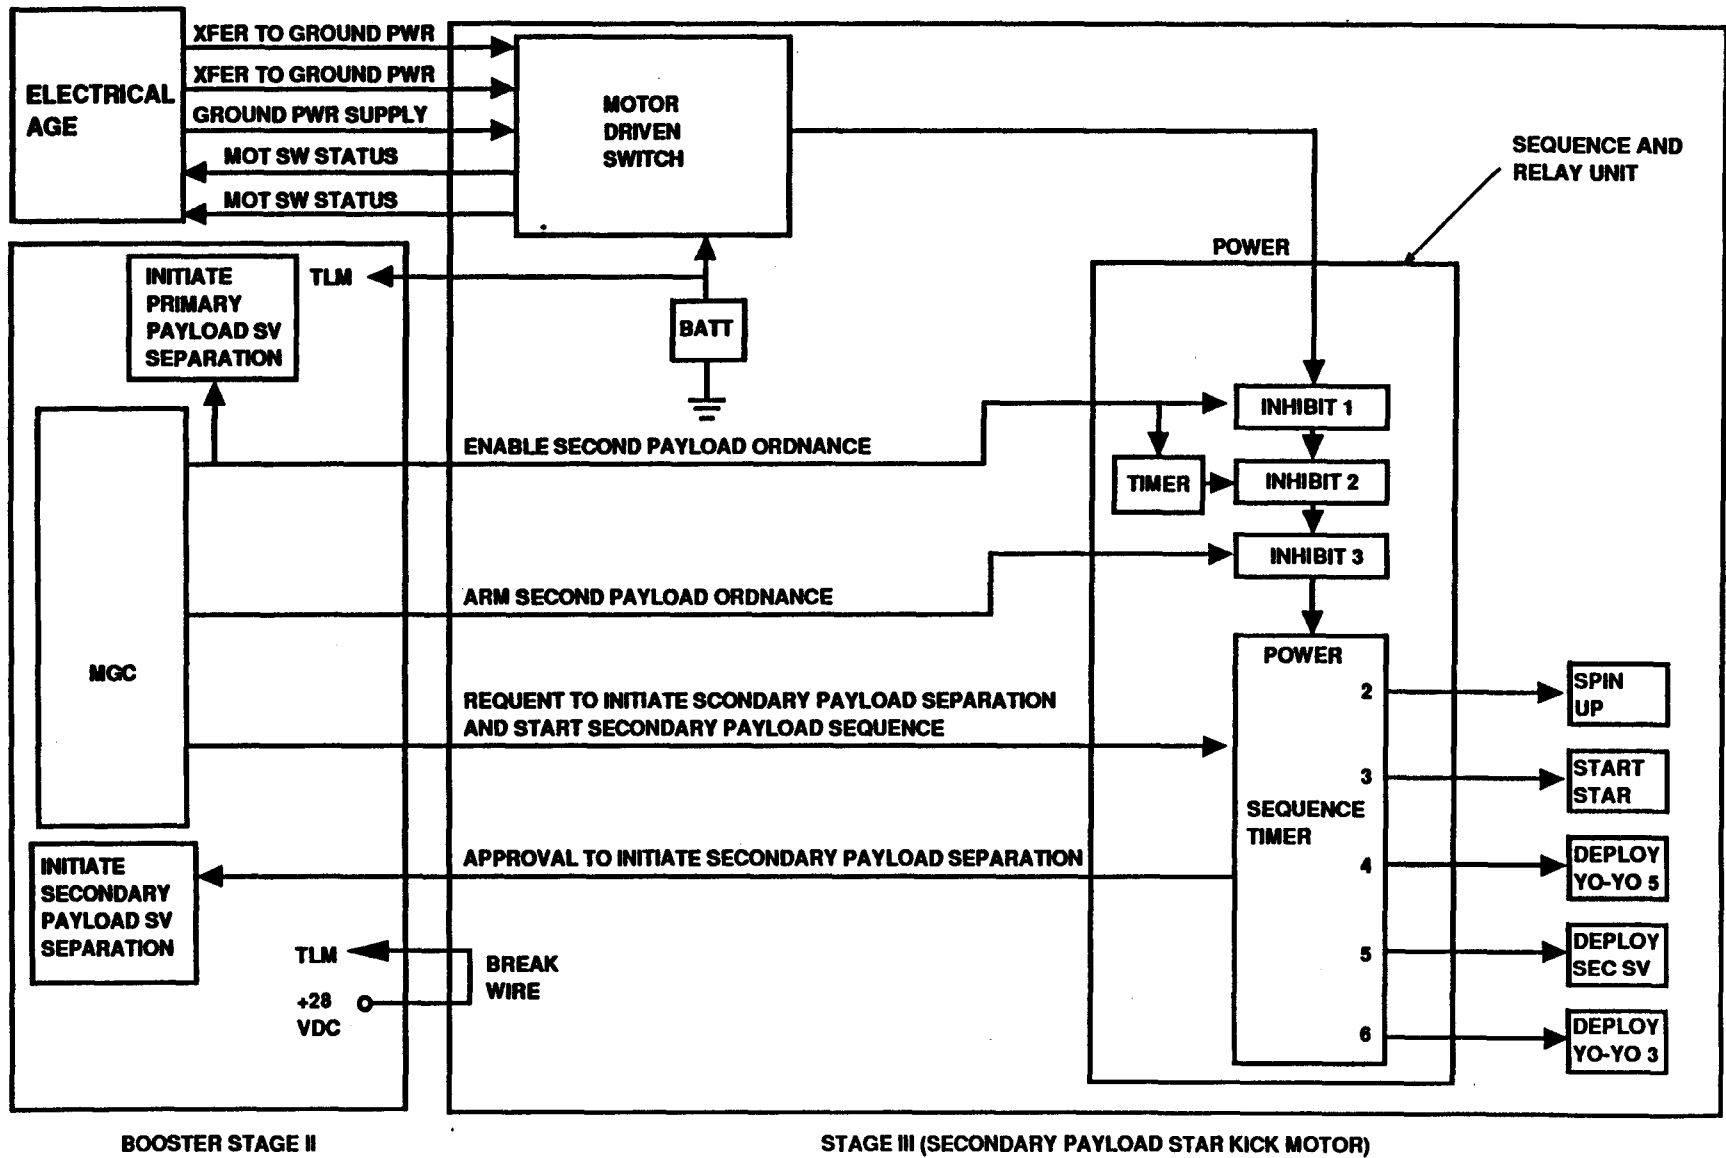 XFER TO GROUND PWR
XFER TO GROUND PWR
GROUND PWR SUPPLY
MOT SW STATUS
MOT SW STATUS
ELECTRICAL
AGE
MOTOR
DRIVEN
SWITCH
SEQUENCE AND
RELAY UNIT
POWER
INITIATE
PRIMARY
PAYLOAD SV
SEPARATION
TLM
BATT
INHIBIT 1
ENABLE SECOND PAYLOAD ORDNANCE
TIMER
INHIBIT 2
INHIBIT 3
ARM SECOND PAYLOAD ORDNANCE
MGC
POWER
REQUENT TO INITIATE SCONDARY PAYLOAD SEPARATION
AND START SECONDARY PAYLOAD SEQUENCE
2
SPIN
UP
3
START
STAR
SEQUENCE
TIMER
APPROVAL TO INITIATE SECONDARY PAYLOAD SEPARATION
4
DEPLOY
YO-YO 5
INITIATE
SECONDARY
PAYLOAD SV
SEPARATION
5
DEPLOY
SEC SV
TLM
BREAK
WIRE
+28
VDC
6
DEPLOY
YO-YO 3
BOOSTER STAGE II
STAGE III (SECONDARY PAYLOAD STAR KICK MOTOR)